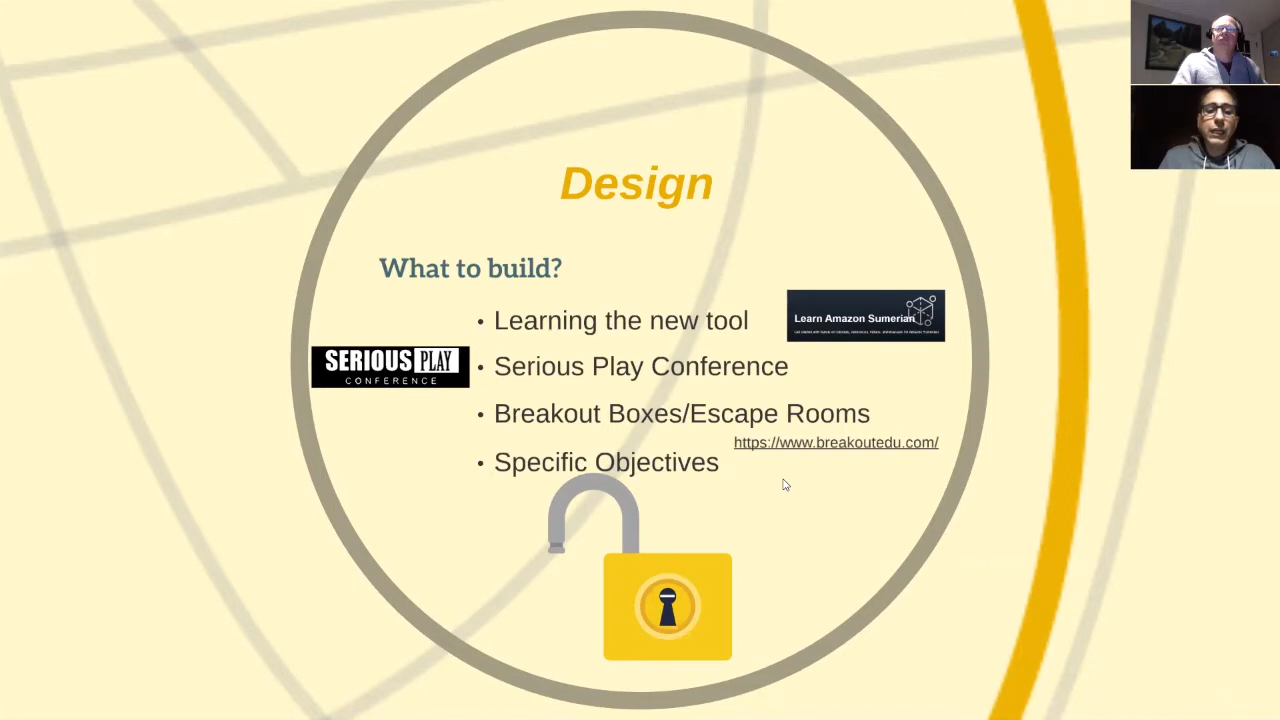 Design
What to build?
Learn Amazon Sumerian
• Learning the new tool
SERIOUS PLAY
CONFERENCE
• Serious Play Conference
• Breakout Boxes/Escape Rooms
https://www.breakoutedu.com/
• Specific Objectives